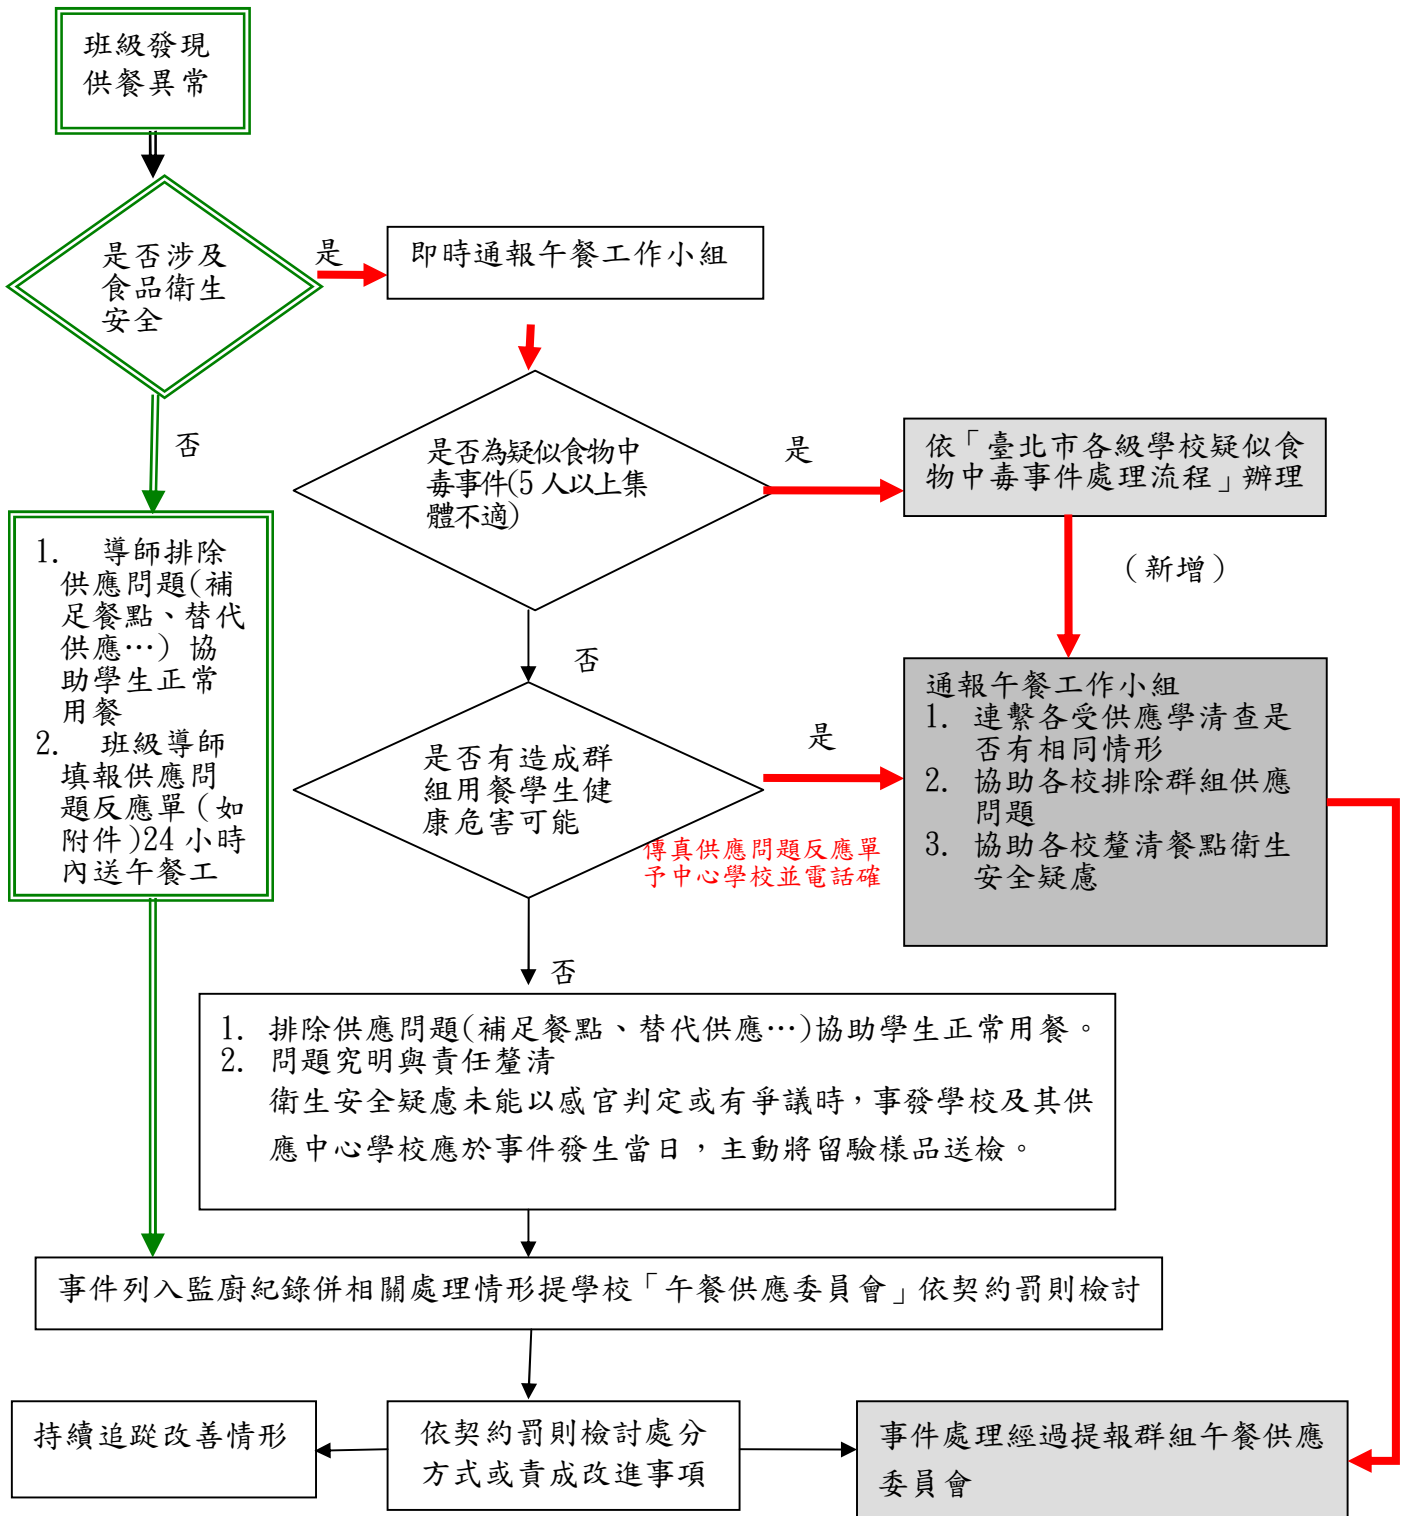 班級發現
供餐異常
是否涉及
食品衛生
安全
是
即時通報午餐工作小組
否
是否為疑似食物中
毒事件(5 人以上集
體不適)
是
依「臺北市各級學校疑似食
物中毒事件處理流程」辦理
（新增）
1. 導師排除
供應問題(補
足餐點、替代
供應…) 協
助學生正常
用餐
2. 班級導師
填報供應問
題反應單 (如
附件)24 小時
內送午餐工
否
是否有造成群
組用餐學生健
康危害可能
是
傳真供應問題反應單
予中心學校並電話確
通報午餐工作小組
1. 連繫各受供應學清查是
否有相同情形
2. 協助各校排除群組供應
問題
3. 協助各校釐清餐點衛生
安全疑慮
否
1. 排除供應問題(補足餐點、替代供應…)協助學生正常用餐。
2. 問題究明與責任釐清
衛生安全疑慮未能以感官判定或有爭議時，事發學校及其供
應中心學校應於事件發生當日，主動將留驗樣品送檢。
事件列入監廚紀錄併相關處理情形提學校「午餐供應委員會」依契約罰則檢討
持續追蹤改善情形
依契約罰則檢討處分
方式或責成改進事項
事件處理經過提報群組午餐供應
委員會